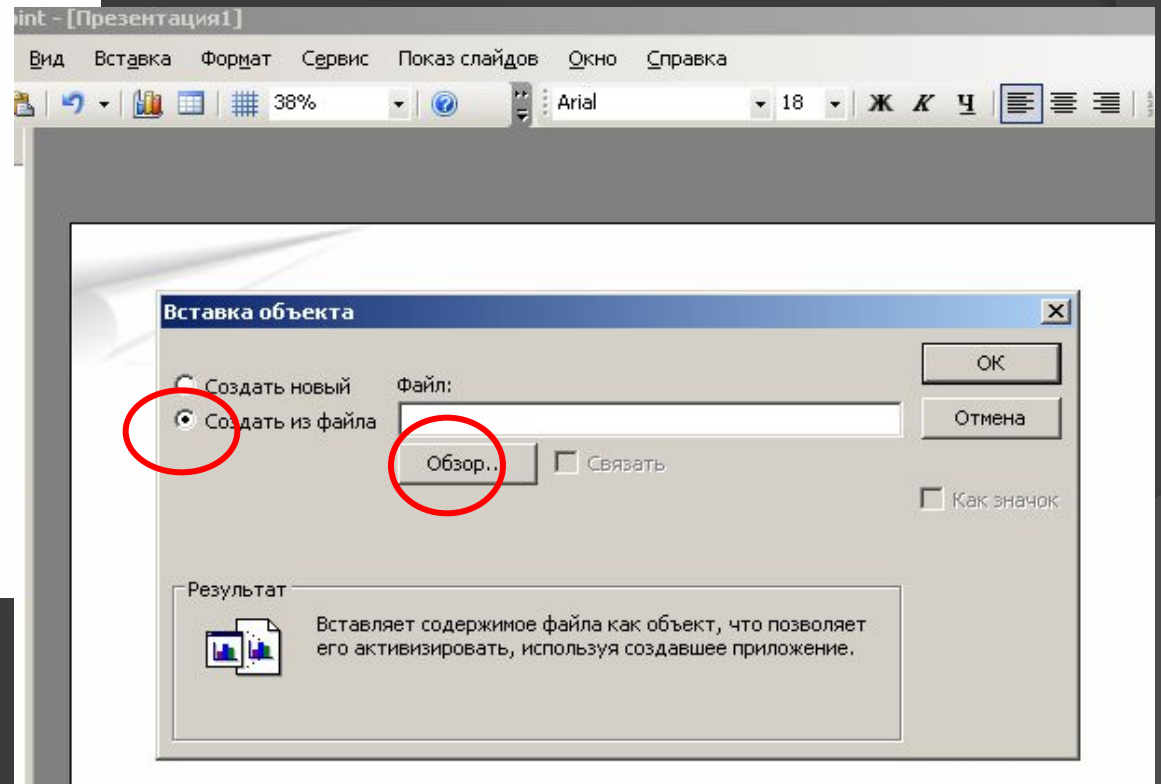 int - [Презентация1]
Вид Вставка Формат Сервис Показ слайдов Окно Справка
38% Arial 18 Ж К Ч
Вставка объекта
Создать новый Файл: ОК
Создать из файла Отмена
Обзор... Связать
Как значок
Результат
Вставляет содержимое файла как объект, что позволяет
его активизировать, используя создавшее приложение.